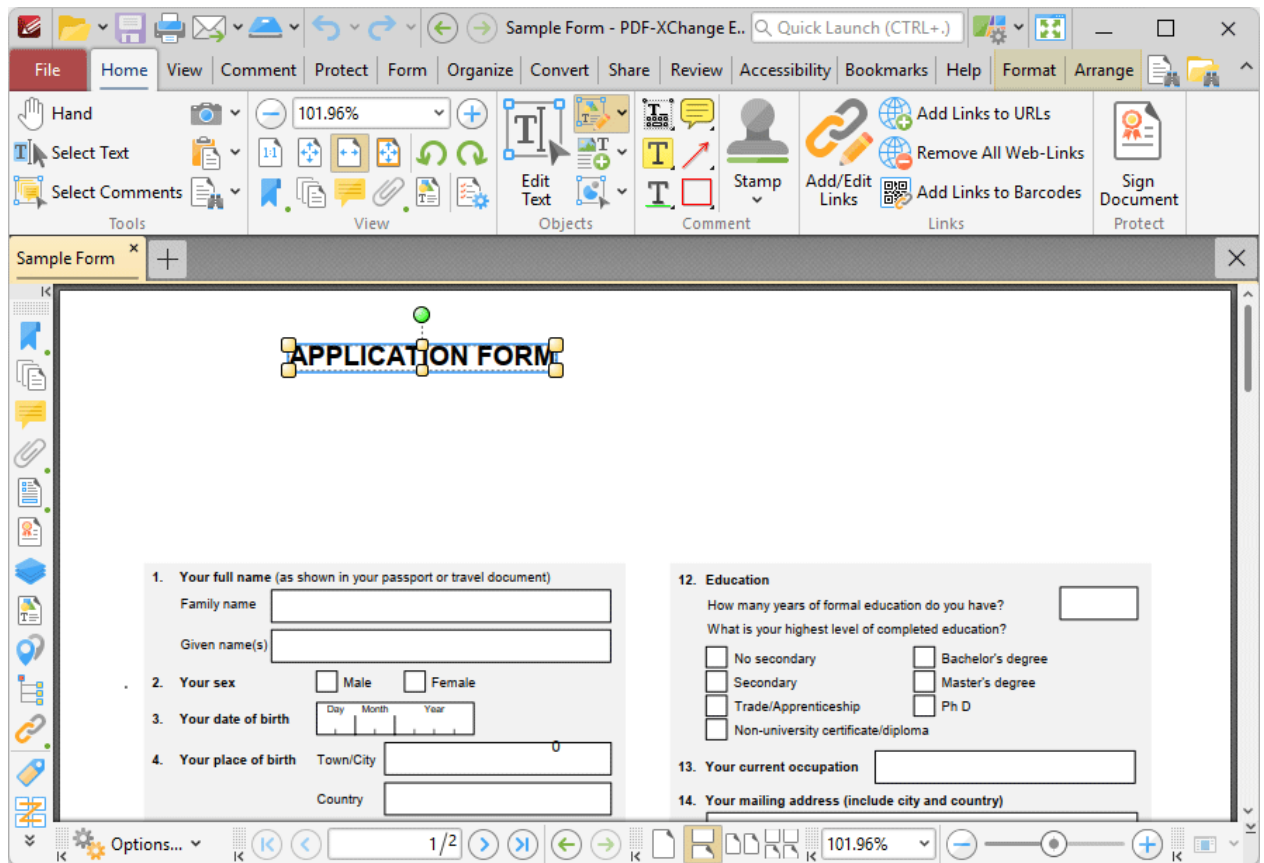 Sample Form - PDF-XChange E.. Quick Launch (CTRL+.)
File Home View Comment Protect Form Organize Convert Share Review Accessibility Bookmarks Help Format Arrange
Hand
Select Text
Select Comments
Tools
101.96%
1:1
View
Edit Text
Objects
Stamp
Comment
Add/Edit Links
Add Links to URLs
Remove All Web-Links
Add Links to Barcodes
Links
Sign Document
Protect
Sample Form
APPLICATION FORM
1. Your full name (as shown in your passport or travel document)
Family name
Given name(s)
2. Your sex Male Female
3. Your date of birth Day Month Year
0
4. Your place of birth Town/City
Country
12. Education
How many years of formal education do you have?
What is your highest level of completed education?
No secondary Bachelor's degree
Secondary Master's degree
Trade/Apprenticeship Ph D
Non-university certificate/diploma
13. Your current occupation
14. Your mailing address (include city and country)
Options... 1/2 101.96%